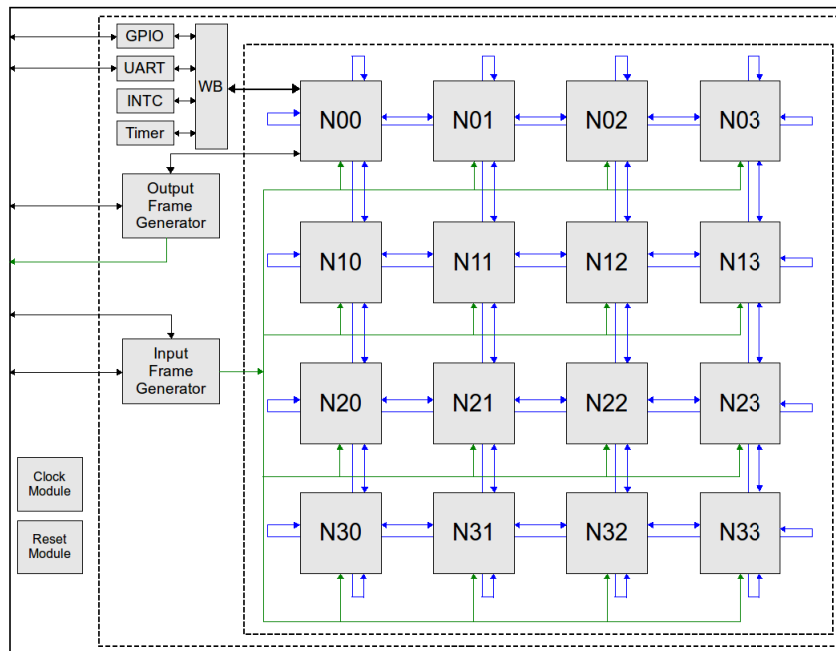 GPIO
UART
INTC
Timer
WB
Output
Frame
Generator
Input
Frame
Generator
Clock
Module
Reset
Module
N00
N01
N02
N03
N10
N11
N12
N13
N20
N21
N22
N23
N30
N31
N32
N33